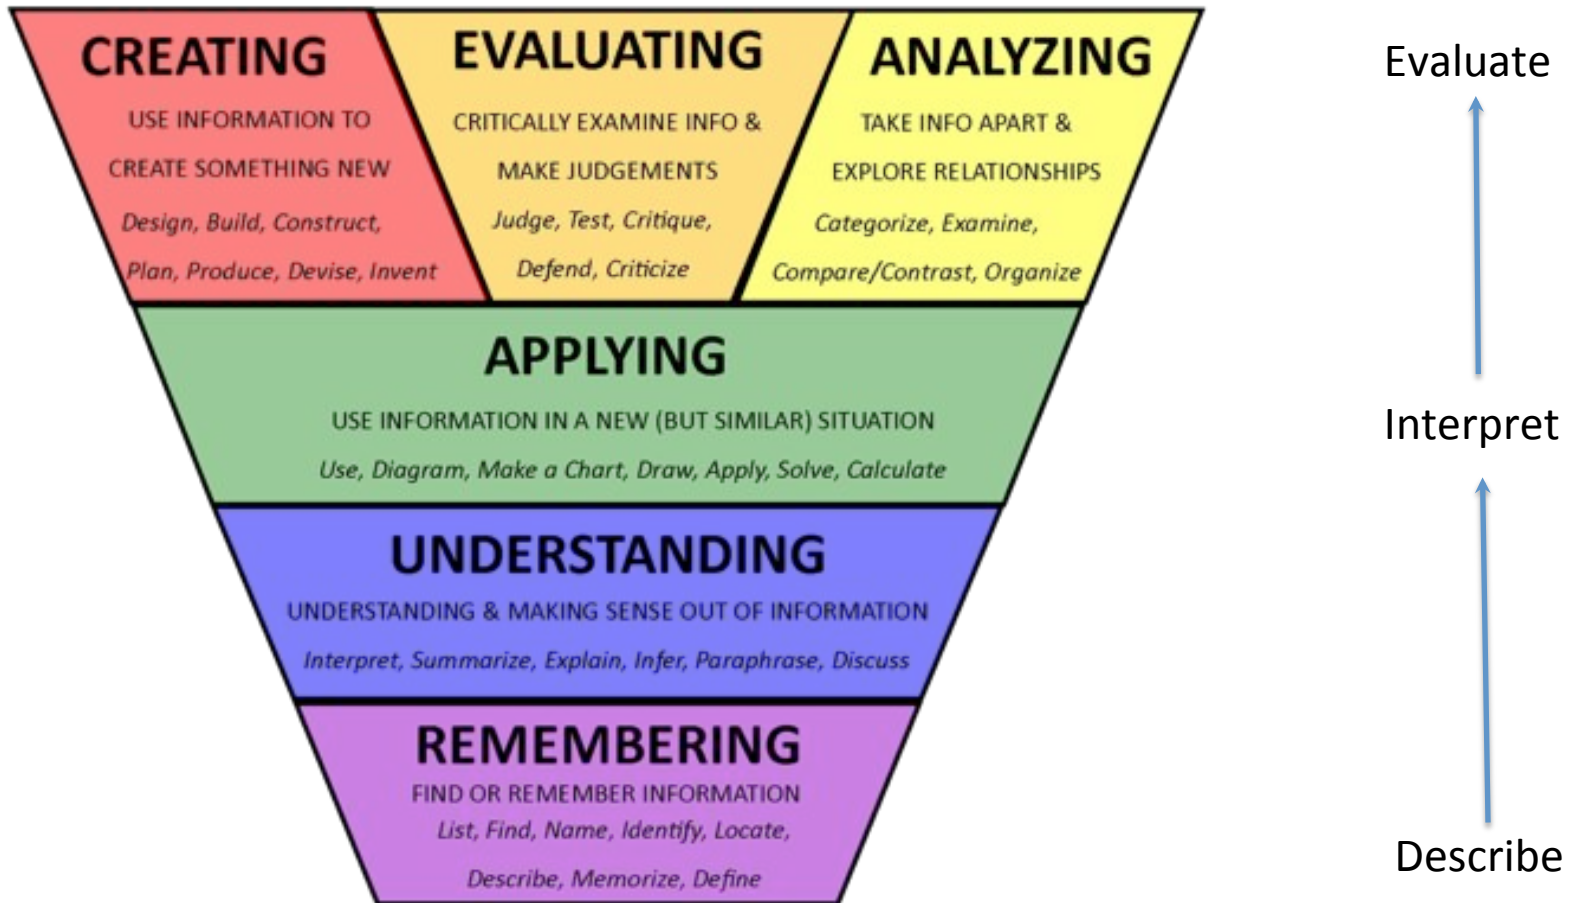 CREATING
USE INFORMATION TO
CREATE SOMETHING NEW
Design, Build, Construct,
Plan, Produce, Devise, Invent
EVALUATING
CRITICALLY EXAMINE INFO &
MAKE JUDGEMENTS
Judge, Test, Critique,
Defend, Criticize
ANALYZING
TAKE INFO APART &
EXPLORE RELATIONSHIPS
Categorize, Examine,
Compare/Contrast, Organize
APPLYING
USE INFORMATION IN A NEW (BUT SIMILAR) SITUATION
Use, Diagram, Make a Chart, Draw, Apply, Solve, Calculate
UNDERSTANDING
UNDERSTANDING & MAKING SENSE OUT OF INFORMATION
Interpret, Summarize, Explain, Infer, Paraphrase, Discuss
REMEMBERING
FIND OR REMEMBER INFORMATION
List, Find, Name, Identify, Locate,
Describe, Memorize, Define
Evaluate
Interpret
Describe